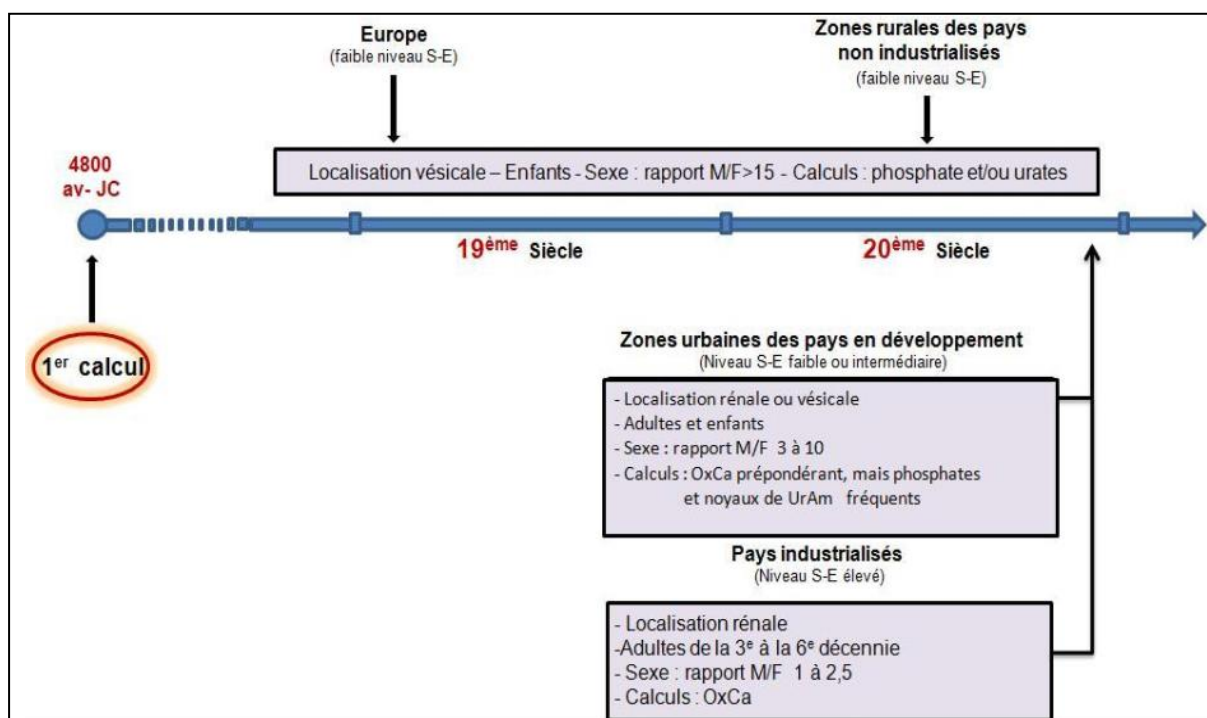 Europe
(faible niveau S-E)
Zones rurales des pays
non industrialisés
(faible niveau S-E)
4800
av- JC
Localisation vésicale – Enfants - Sexe : rapport M/F>15 - Calculs : phosphate et/ou urates
19ème Siècle
20ème Siècle
1er calcul
Zones urbaines des pays en développement
(Niveau S-E faible ou intermédiaire)
- Localisation rénale ou vésicale
- Adultes et enfants
- Sexe : rapport M/F 3 à 10
- Calculs : OxCa prépondérant, mais phosphates
et noyaux de UrAm fréquents
Pays industrialisés
(Niveau S-E élevé)
- Localisation rénale
-Adultes de la 3e à la 6e décennie
- Sexe : rapport M/F 1 à 2,5
- Calculs : OxCa